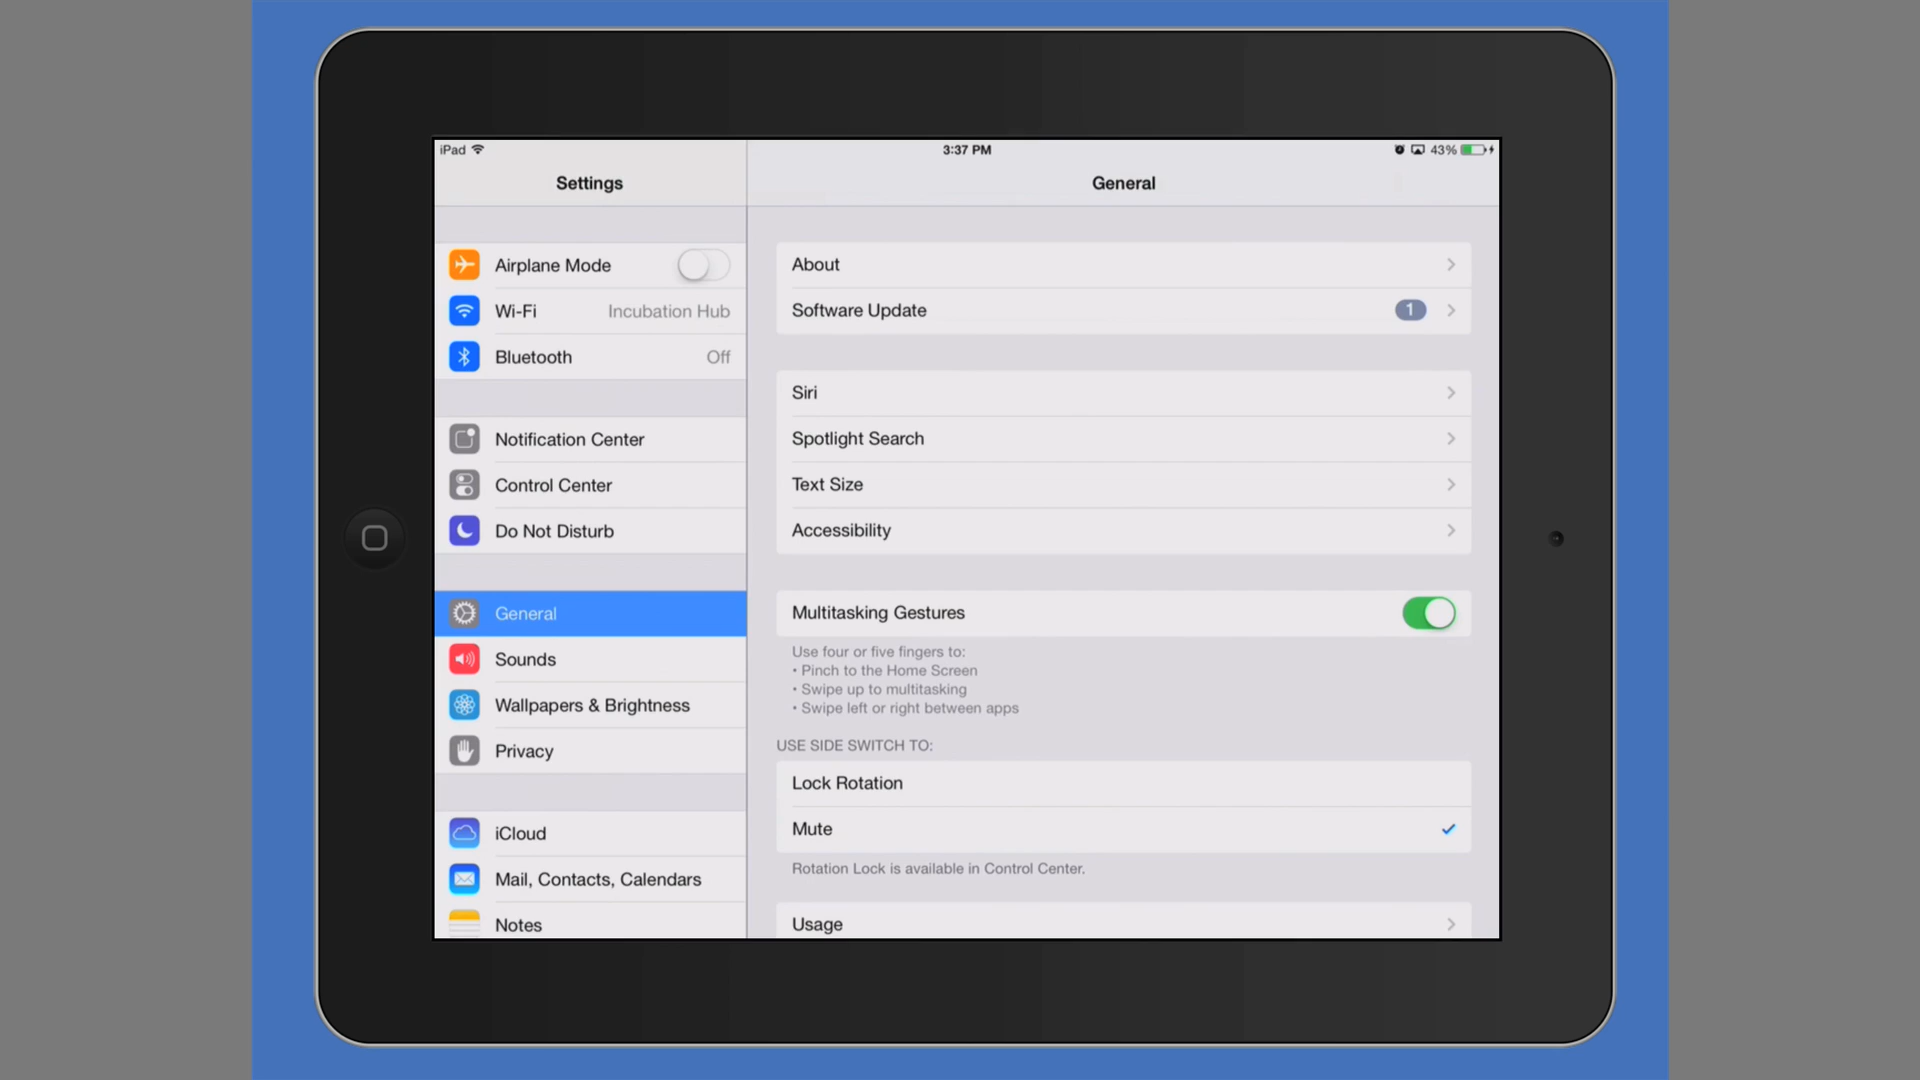 iPad
3:37 PM
43%
Settings
General
Airplane Mode
Wi-Fi Incubation Hub
Bluetooth Off
Notification Center
Control Center
Do Not Disturb
General
Sounds
Wallpapers & Brightness
Privacy
iCloud
Mail, Contacts, Calendars
Notes
About
Software Update 1
Siri
Spotlight Search
Text Size
Accessibility
Multitasking Gestures
Use four or five fingers to:
• Pinch to the Home Screen
• Swipe up to multitasking
• Swipe left or right between apps
USE SIDE SWITCH TO:
Lock Rotation
Mute
Rotation Lock is available in Control Center.
Usage